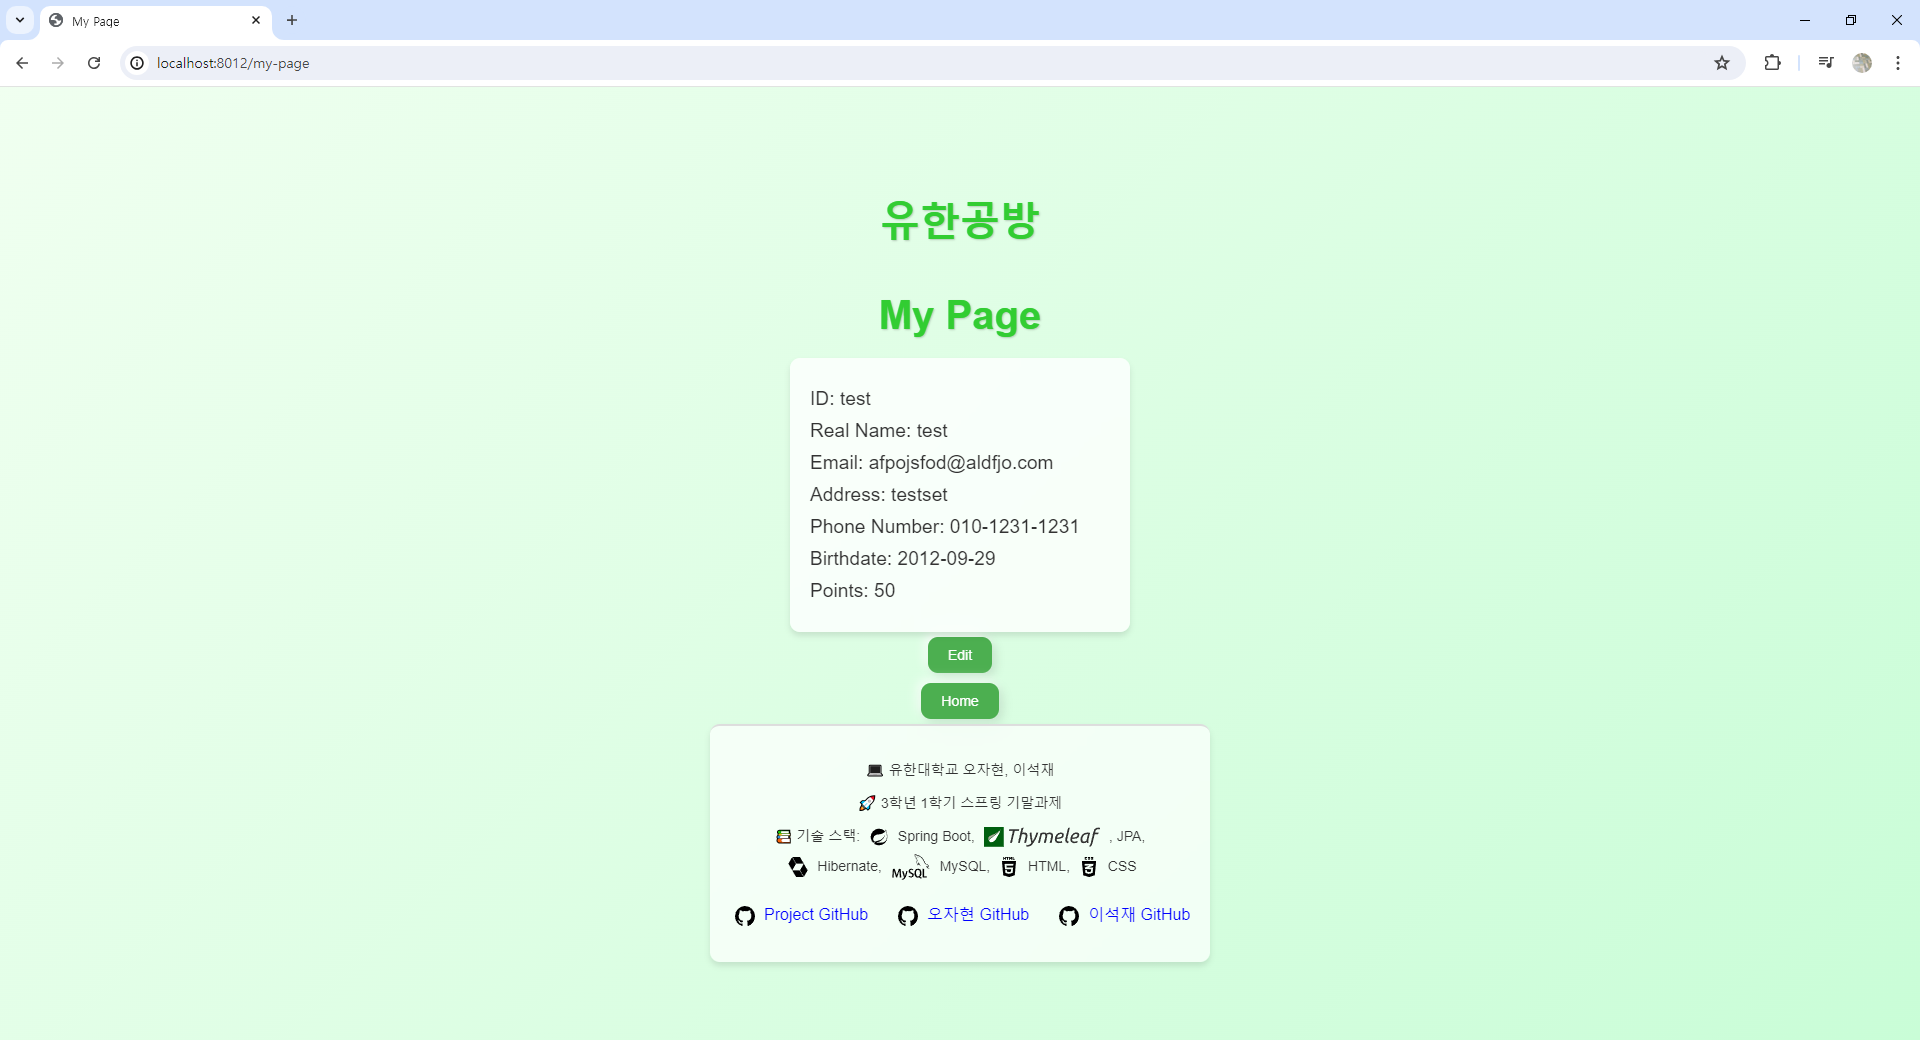 My Page
localhost:8012/my-page
유한공방
My Page
ID: test
Real Name: test
Email: afpojsfod@aldfjo.com
Address: testset
Phone Number: 010-1231-1231
Birthdate: 2012-09-29
Points: 50
Edit
Home
💻 유한대학교 오자현, 이석재
🚀 3학년 1학기 스프링 기말과제
📚 기술 스택: Spring Boot, Thymeleaf , JPA,
Hibernate, MySQL MySQL, HTML, CSS
Project GitHub 오자현 GitHub 이석재 GitHub